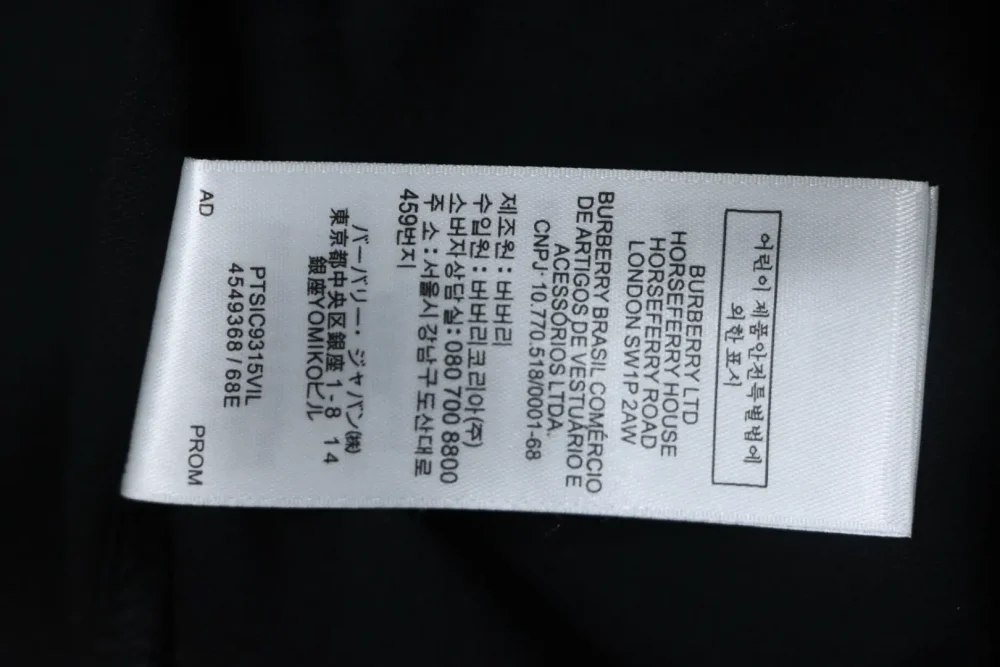 어린이제품안전특별법에
의한 표시
BURBERRY LTD
HORSEFERRY HOUSE
HORSEFERRY ROAD
LONDON SW1P 2AW
BURBERRY BRASIL COMÉRCIO
DE ARTIGOS DE VESTUÁRIO E
ACESSÓRIOS LTDA.
CNPJ· 10.770.518/0001-68
제조원 : 버버리
수입원 : 버버리코리아(주)
소비자상담실: 080 700 8800
주 소 : 서울시 강남구 도산대로
459번지
バーバリー・ジャパン㈱
東京都中央区銀座 1 - 8 14
銀座YOMIKOビル
PTSIC9315VIL
4549368 / 68E
AD PROM